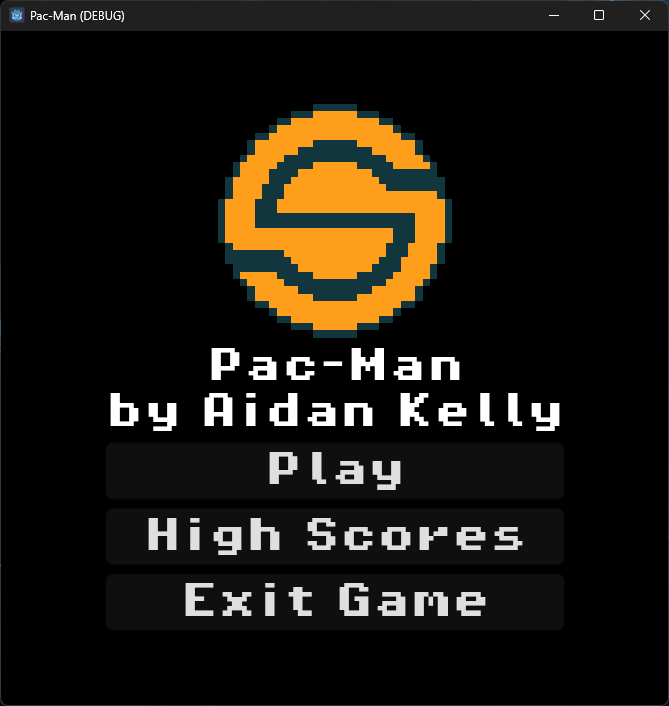 Pac-Man (DEBUG)
Pac-Man
by Aidan Kelly
Play
High Scores
Exit Game